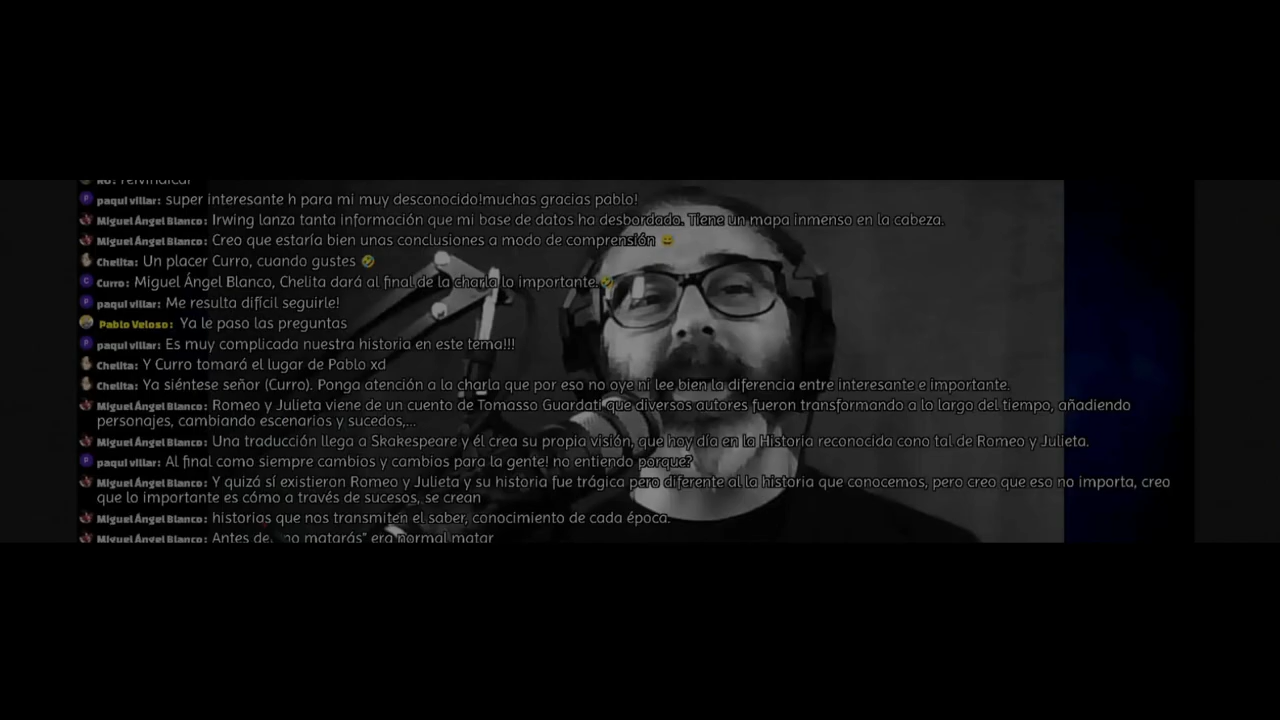 Ro: reivindicar
paqui villar: super interesante h para mi muy desconocido!muchas gracias pablo!
Miguel Ángel Blanco: Irwing lanza tanta información que mi base de datos ha desbordado. Tiene un mapa inmenso en la cabeza.
Miguel Ángel Blanco: Creo que estaría bien unas conclusiones a modo de comprensión 😄
Chelita: Un placer Curro, cuando gustes 🤣
Curro: Miguel Ángel Blanco, Chelita dará al final de la charla lo importante.🤣
paqui villar: Me resulta difícil seguirle!
Pablo Veloso: Ya le paso las preguntas
paqui villar: Es muy complicada nuestra historia en este tema!!!
Chelita: Y Curro tomará el lugar de Pablo xd
Chelita: Ya siéntese señor (Curro). Ponga atención a la charla que por eso no oye ni lee bien la diferencia entre interesante e importante.
Miguel Ángel Blanco: Romeo y Julieta viene de un cuento de Tomasso Guardati que diversos autores fueron transformando a lo largo del tiempo, añadiendo
personajes, cambiando escenarios y sucedos,...
Miguel Ángel Blanco: Una traducción llega a Skakespeare y él crea su propia visión, que hoy día en la Historia reconocida cono tal de Romeo y Julieta.
paqui villar: Al final como siempre cambios y cambios para la gente! no entiendo porque?
Miguel Ángel Blanco: Y quizá sí existieron Romeo y Julieta y su historia fue trágica pero diferente al la historia que conocemos, pero creo que eso no importa, creo
que lo importante es cómo a través de sucesos, se crean
Miguel Ángel Blanco: historias que nos transmiten el saber, conocimiento de cada época.
Miguel Ángel Blanco: Antes de "no matarás" era normal matar